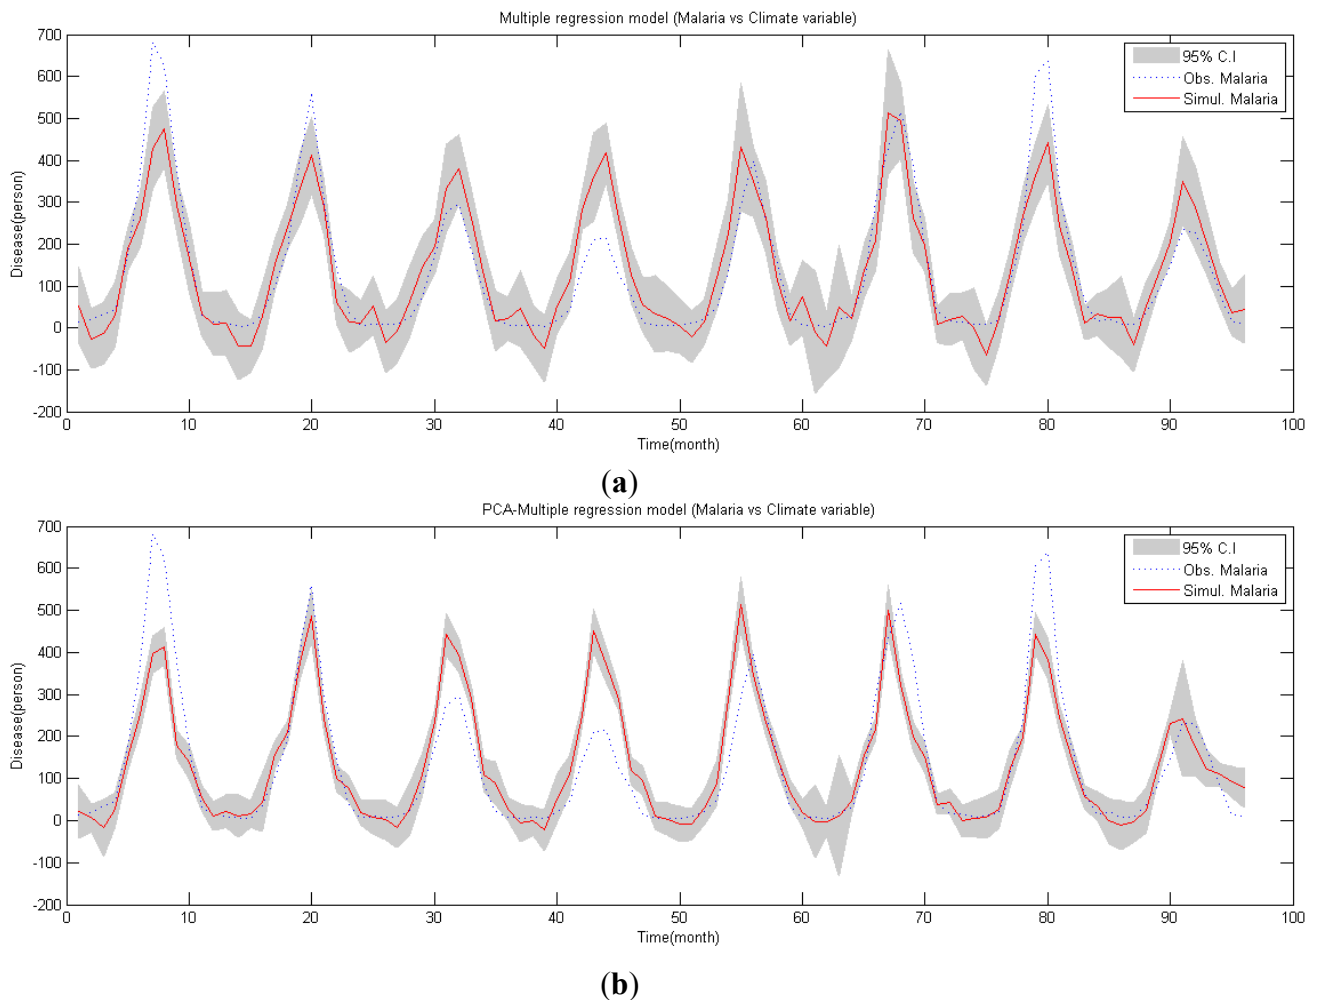 Multiple regression model (Malaria vs Climate variable)
700
600
500
400
300
200
100
0
-100
-200
Disease(person)
95% C.I
Obs. Malaria
Simul. Malaria
0 10 20 30 40 50 60 70 80 90 100
Time(month)
(a)
PCA-Multiple regression model (Malaria vs Climate variable)
700
600
500
400
300
200
100
0
-100
-200
Disease(person)
95% C.I
Obs. Malaria
Simul. Malaria
0 10 20 30 40 50 60 70 80 90 100
Time(month)
(b)